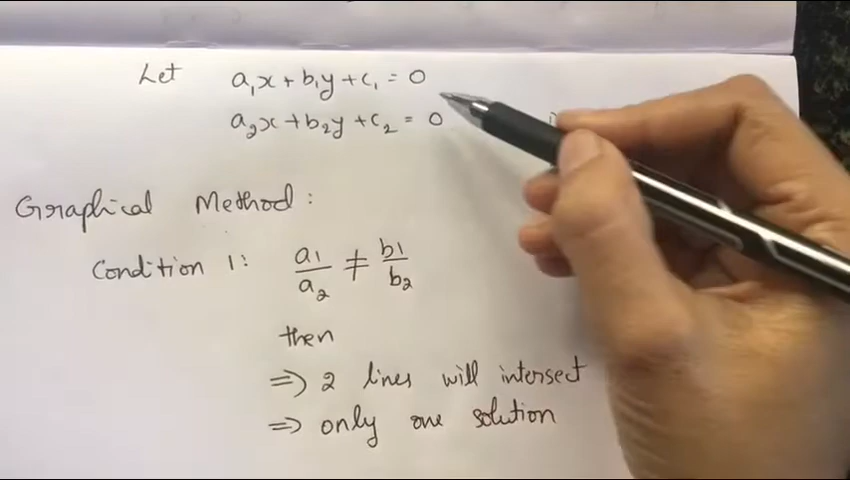 Let a₁x + b₁y + c₁ = 0
a₂x + b₂y + c₂ = 0
Graphical Method :
Condition 1: a₁/a₂ ≠ b₁/b₂
then
⇒ 2 lines will intersect
⇒ only one solution